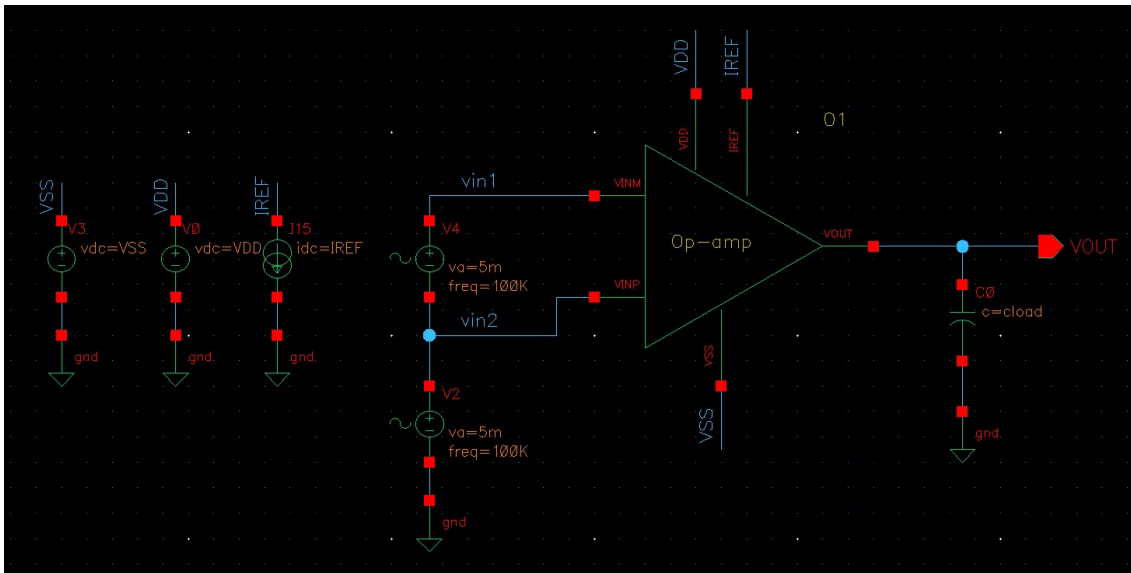 VDD
IREF
O1
VDD
IREF
VSS
VDD
IREF
vin1
VINM
V3
V0
I15
V4
vdc=VSS
vdc=VDD
idc=IREF
Op-amp
VOUT
VOUT
va=5m
freq=100K
VINP
C0
c=cload
vin2
gnd
gnd
gnd
VSS
V2
VSS
va=5m
freq=100K
gnd
gnd